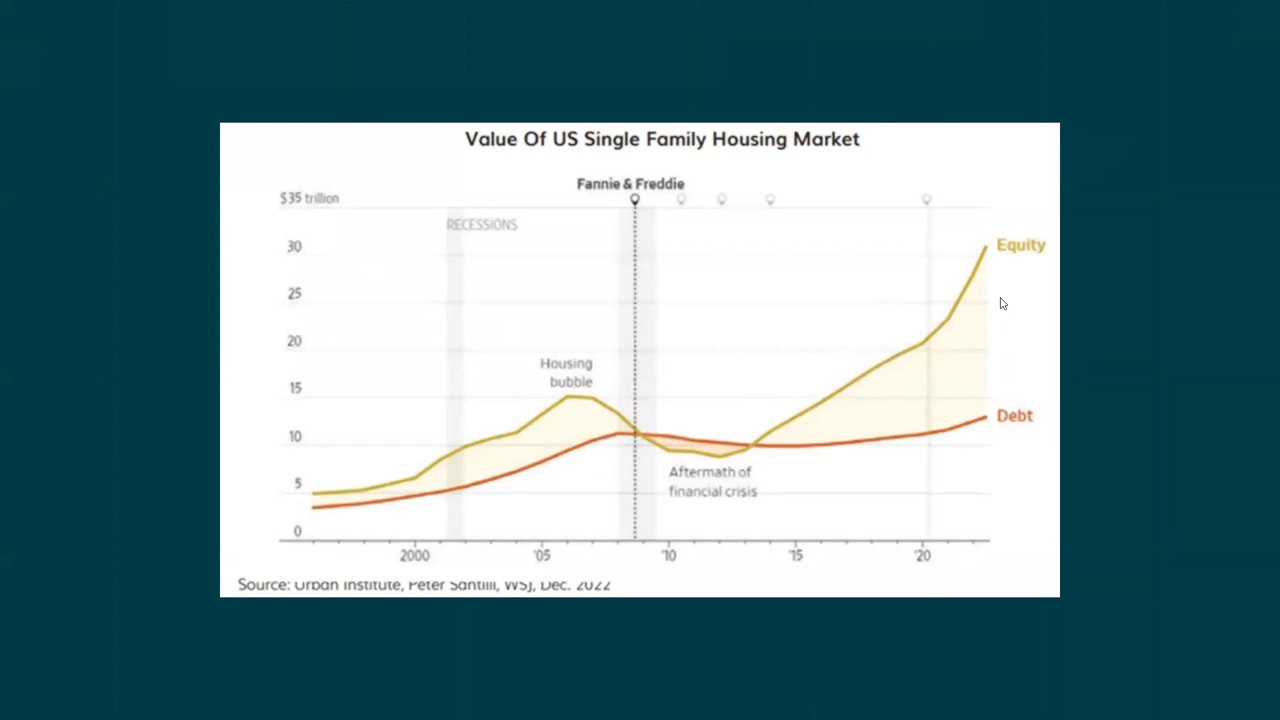 Value Of US Single Family Housing Market
Fannie & Freddie
$35 trillion
RECESSIONS
30
Equity
25
20
Housing
bubble
15
Debt
10
Aftermath of
financial crisis
5
0
2000 '05 '10 '15 '20
Source: Urban Institute, Peter Santilli, WSJ, Dec. 2022